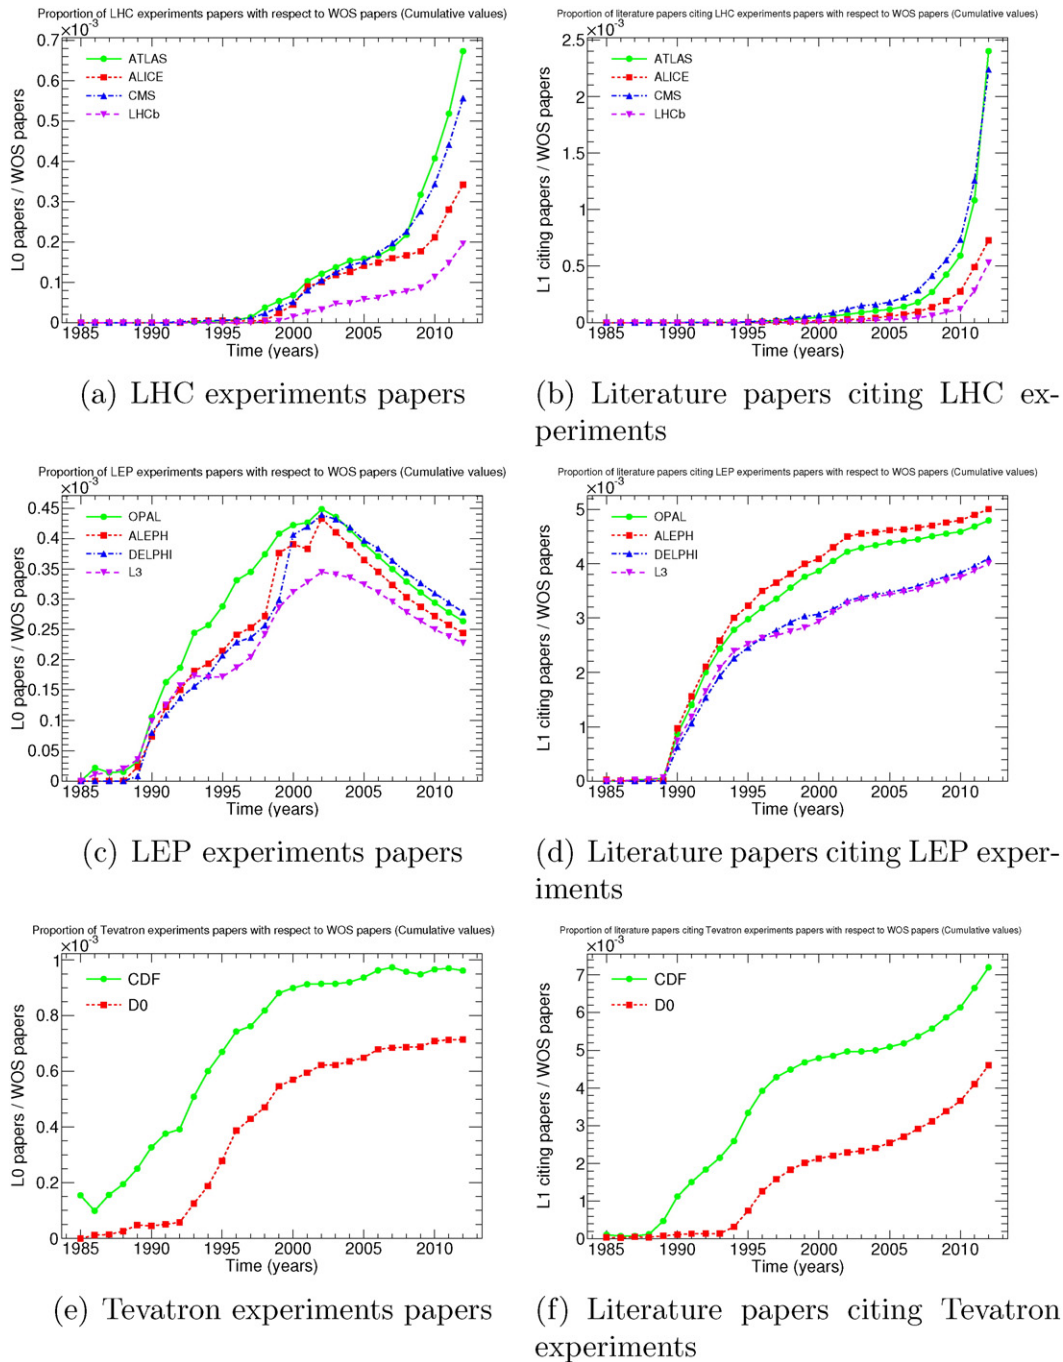 Proportion of LHC experiments papers with respect to WOS papers (Cumulative values)
×10⁻³
0.7
0.6
0.5
0.4
0.3
0.2
0.1
0
L0 papers / WOS papers
ATLAS
ALICE
CMS
LHCb
1985 1990 1995 2000 2005 2010
Time (years)
(a) LHC experiments papers
Proportion of literature papers citing LHC experiments papers with respect to WOS papers (Cumulative values)
×10⁻³
2.5
2
1.5
1
0.5
0
L1 citing papers / WOS papers
ATLAS
ALICE
CMS
LHCb
1985 1990 1995 2000 2005 2010
Time (years)
(b) Literature papers citing LHC ex-
periments
Proportion of LEP experiments papers with respect to WOS papers (Cumulative values)
×10⁻³
0.45
0.4
0.35
0.3
0.25
0.2
0.15
0.1
0.05
0
L0 papers / WOS papers
OPAL
ALEPH
DELPHI
L3
1985 1990 1995 2000 2005 2010
Time (years)
(c) LEP experiments papers
Proportion of literature papers citing LEP experiments papers with respect to WOS papers (Cumulative values)
×10⁻³
5
4
3
2
1
0
L1 citing papers / WOS papers
OPAL
ALEPH
DELPHI
L3
1985 1990 1995 2000 2005 2010
Time (years)
(d) Literature papers citing LEP exper-
iments
Proportion of Tevatron experiments papers with respect to WOS papers (Cumulative values)
×10⁻³
1
0.8
0.6
0.4
0.2
0
L0 papers / WOS papers
CDF
D0
1985 1990 1995 2000 2005 2010
Time (years)
(e) Tevatron experiments papers
Proportion of literature papers citing Tevatron experiments papers with respect to WOS papers (Cumulative values)
×10⁻³
7
6
5
4
3
2
1
0
L1 citing papers / WOS papers
CDF
D0
1985 1990 1995 2000 2005 2010
Time (years)
(f) Literature papers citing Tevatron
experiments